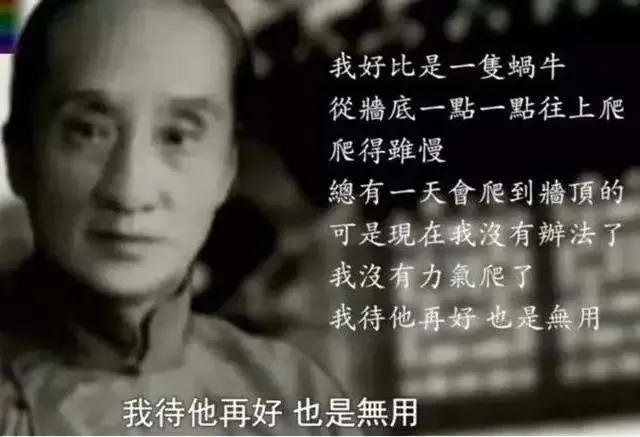 我好比是一隻蝸牛
從牆底一點一點往上爬
爬得雖慢
總有一天會爬到牆頂的
可是現在我沒有辦法了
我沒有力氣爬了
我待他再好 也是無用
我待他再好 也是無用